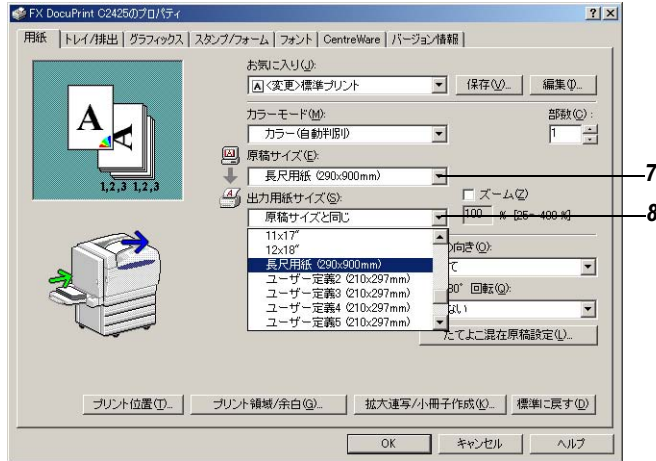 FX DocuPrint C2425のプロパティ
用紙 トレイ/排出 グラフィックス スタンプ/フォーム フォント CentreWare バージョン情報
お気に入り(J):
A <変更>標準プリント 保存(V)... 編集(I)...
カラーモード(M): 部数(C):
カラー(自動判別) 1
原稿サイズ(E):
長尺用紙 (290x900mm) 7
出力用紙サイズ(S): ズーム(Z)
原稿サイズと同じ 100 % [25- 400 %] 8
11x17"
12x18" の向き(O):
長尺用紙 (290x900mm) て
ユーザー定義2 (210x297mm)
ユーザー定義3 (210x297mm) 80° 回転(Q):
ユーザー定義4 (210x297mm) ない
ユーザー定義5 (210x297mm)
たてよこ混在原稿設定(L)...
A A
1,2,3 1,2,3
プリント位置(T)... プリント領域/余白(G)... 拡大連写/小冊子作成(K)... 標準に戻す(D)
OK キャンセル ヘルプ